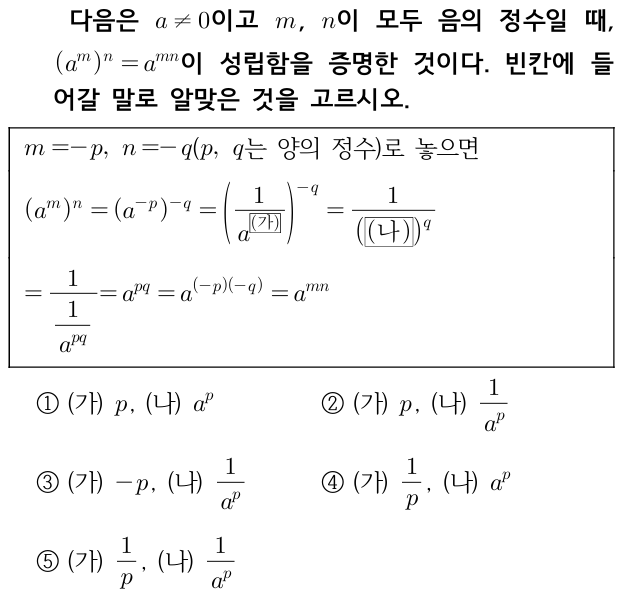 다음은 $a \neq 0$이고 $m$, $n$이 모두 음의 정수일 때,
$(a^m)^n = a^{mn}$이 성립함을 증명한 것이다. 빈칸에 들
어갈 말로 알맞은 것을 고르시오.
$m = -p$, $n = -q$($p$, $q$는 양의 정수)로 놓으면
$(a^m)^n = (a^{-p})^{-q} = \left(\frac{1}{a^{\boxed{(가)}}}\right)^{-q} = \frac{1}{(\boxed{(나)})^q}$
$= \frac{1}{\frac{1}{a^{pq}}} = a^{pq} = a^{(-p)(-q)} = a^{mn}$
① (가) $p$, (나) $a^p$ ② (가) $p$, (나) $\frac{1}{a^p}$
③ (가) $-p$, (나) $\frac{1}{a^p}$ ④ (가) $\frac{1}{p}$, (나) $a^p$
⑤ (가) $\frac{1}{p}$, (나) $\frac{1}{a^p}$